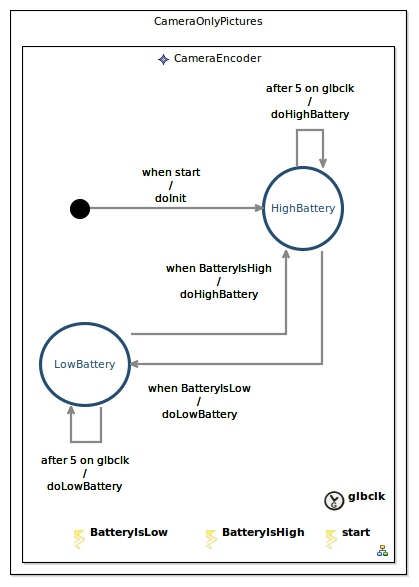 CameraOnlyPictures
CameraEncoder
after 5 on glbclk
/
doHighBattery
when start
/
doInit
HighBattery
when BatteryIsHigh
/
doHighBattery
LowBattery
when BatteryIsLow
/
doLowBattery
after 5 on glbclk
/
doLowBattery
glbclk
BatteryIsLow
BatteryIsHigh
start